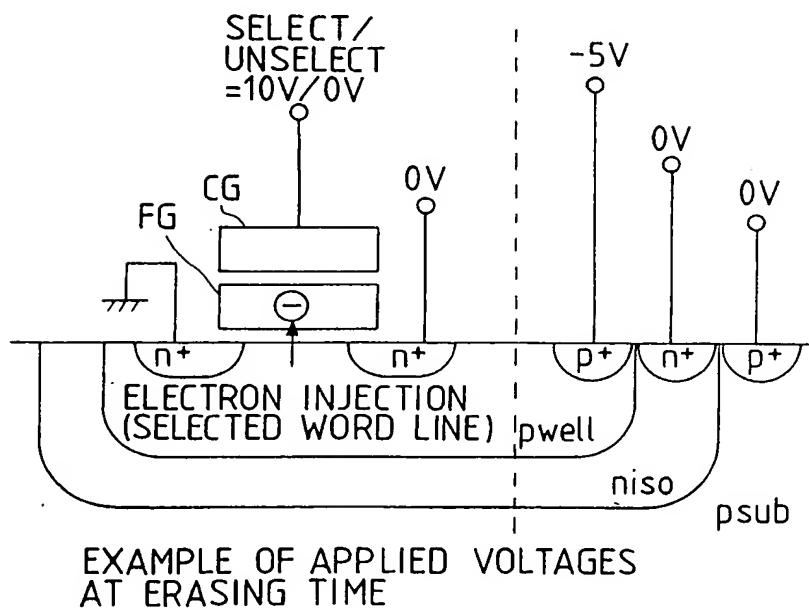 SELECT/
UNSELECT
=10V/0V
-5V
0V
0V
0V
CG
FG
n+
n+
p+
n+
p+
ELECTRON INJECTION
(SELECTED WORD LINE)
pwell
niso
psub
EXAMPLE OF APPLIED VOLTAGES
AT ERASING TIME